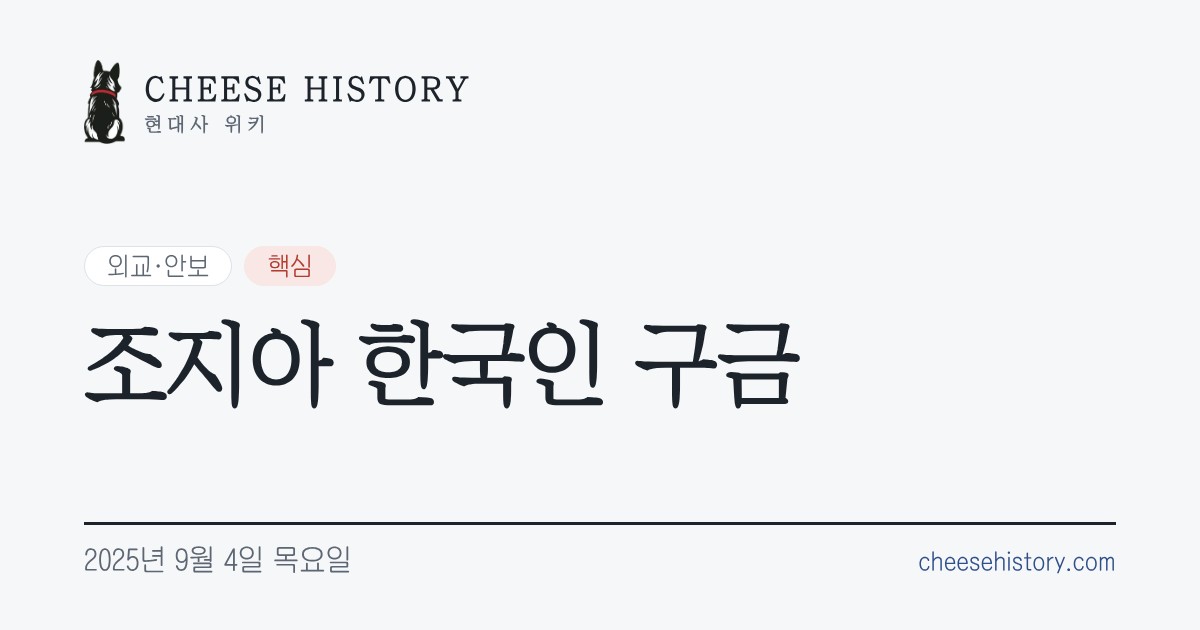 CHEESE HISTORY
현대사 위키
외교·안보 핵심
조지아 한국인 구금
2025년 9월 4일 목요일
cheesehistory.com